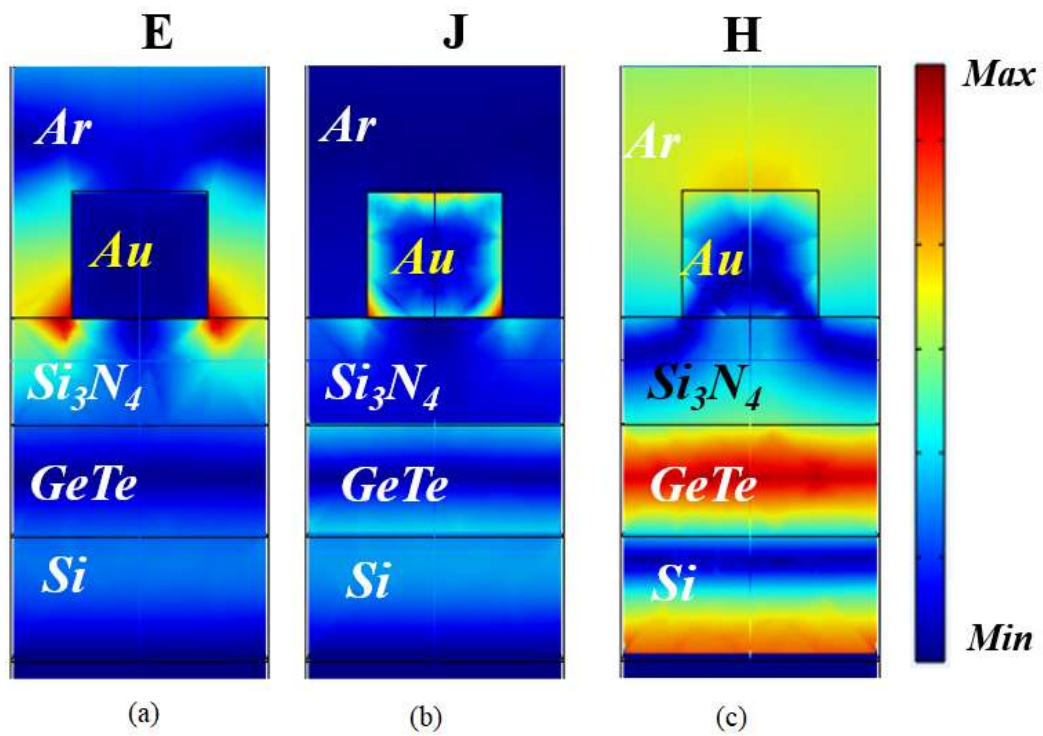 E J H
Max
Ar Ar Ar
Au Au Au
Si₃N₄ Si₃N₄ Si₃N₄
GeTe GeTe GeTe
Si Si Si
Min
(a) (b) (c)